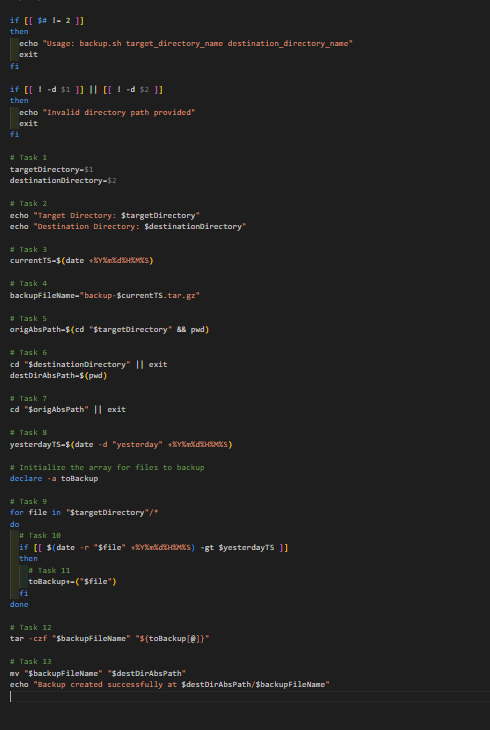 if [[ $# != 2 ]]
then
echo "Usage: backup.sh target_directory_name destination_directory_name"
exit
fi
if [[ ! -d $1 ]] || [[ ! -d $2 ]]
then
echo "Invalid directory path provided"
exit
fi
# Task 1
targetDirectory=$1
destinationDirectory=$2
# Task 2
echo "Target Directory: $targetDirectory"
echo "Destination Directory: $destinationDirectory"
# Task 3
currentTS=$(date +%Y%m%d%H%M%S)
# Task 4
backupFileName="backup-$currentTS.tar.gz"
# Task 5
origAbsPath=$(cd "$targetDirectory" && pwd)
# Task 6
cd "$destinationDirectory" || exit
destDirAbsPath=$(pwd)
# Task 7
cd "$origAbsPath" || exit
# Task 8
yesterdayTS=$(date -d "yesterday" +%Y%m%d%H%M%S)
# Initialize the array for files to backup
declare -a toBackup
# Task 9
for file in "$targetDirectory"/*
do
# Task 10
if [[ $(date -r "$file" +%Y%m%d%H%M%S) -gt $yesterdayTS ]]
then
# Task 11
toBackup+=("$file")
fi
done
# Task 12
tar -czf "$backupFileName" "${toBackup[@]}"
# Task 13
mv "$backupFileName" "$destDirAbsPath"
echo "Backup created successfully at $destDirAbsPath/$backupFileName"